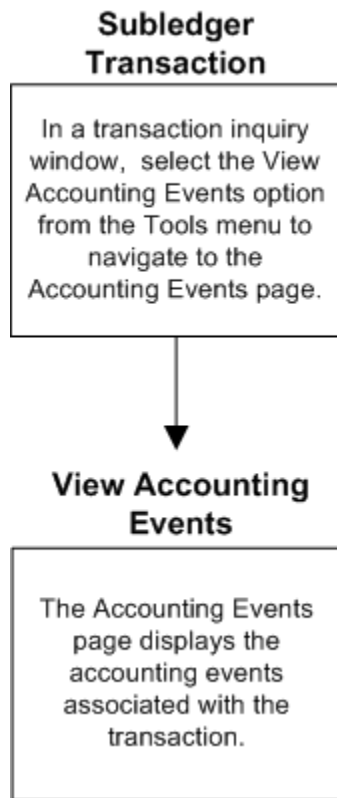 Subledger
Transaction
In a transaction inquiry
window, select the View
Accounting Events option
from the Tools menu to
navigate to the
Accounting Events page.
View Accounting
Events
The Accounting Events
page displays the
accounting events
associated with the
transaction.